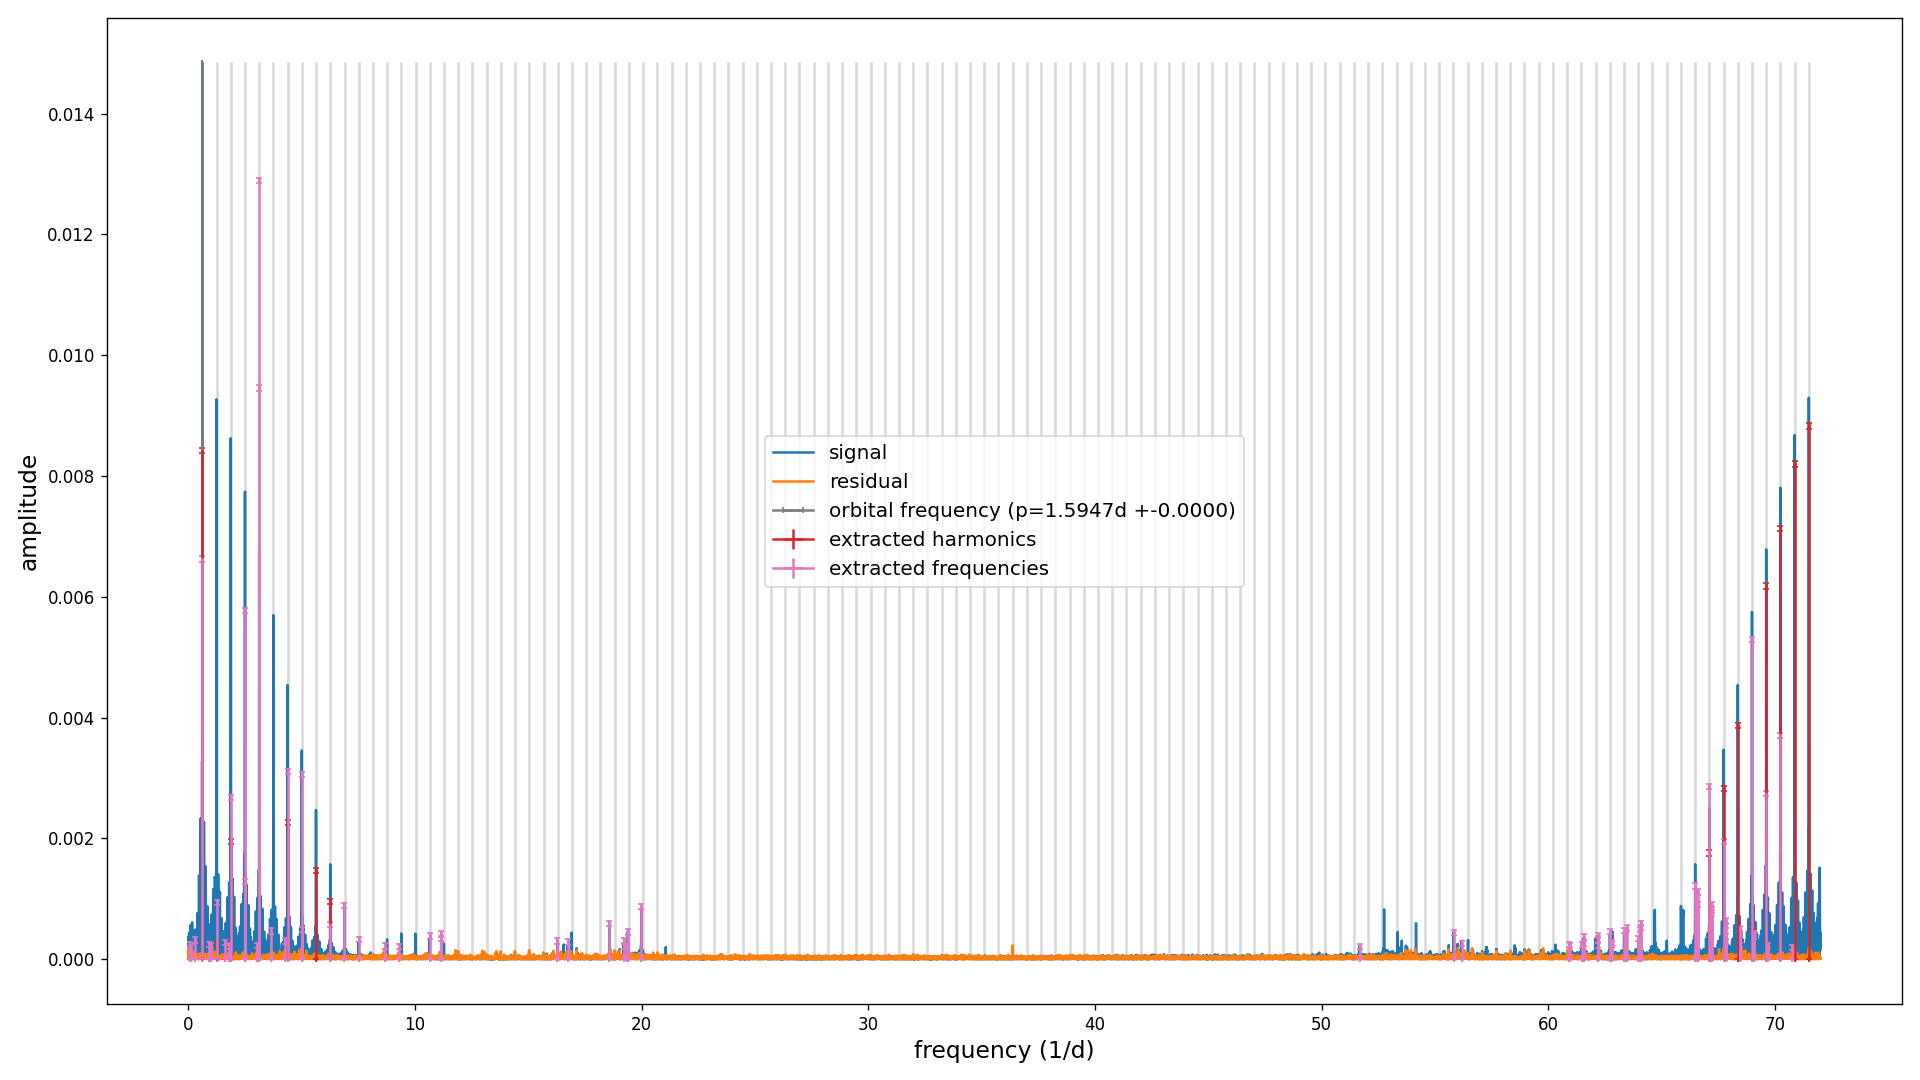 amplitude
0.014
0.012
0.010
0.008
0.006
0.004
0.002
0.000
signal
residual
orbital frequency (p=1.5947d +-0.0000)
extracted harmonics
extracted frequencies
0 10 20 30 40 50 60 70
frequency (1/d)